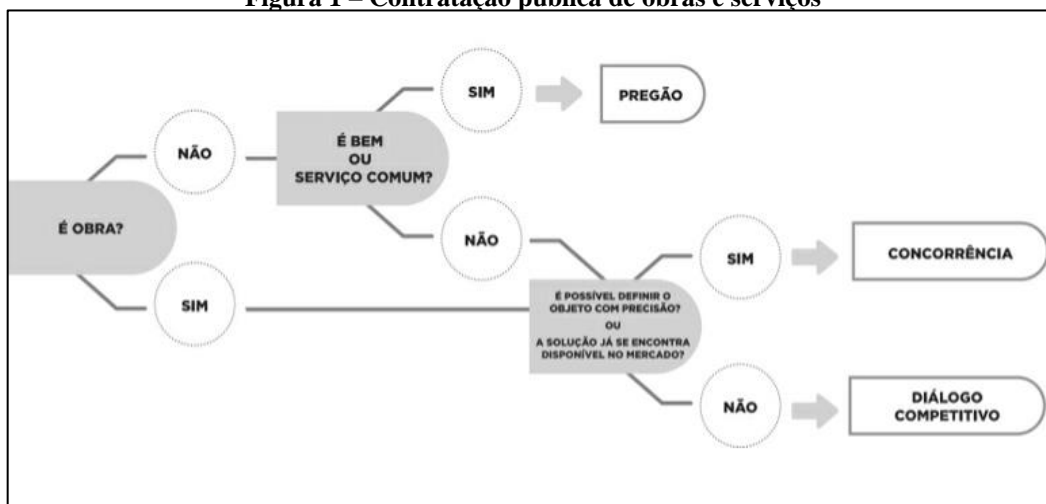 Figura 1 – Contratação pública de obras e serviços
SIM
PREGÃO
É BEM
OU
SERVIÇO COMUM?
NÃO
É OBRA?
NÃO
SIM
SIM
CONCORRÊNCIA
É POSSÍVEL DEFINIR O
OBJETO COM PRECISÃO?
OU
A SOLUÇÃO JÁ SE ENCONTRA
DISPONÍVEL NO MERCADO?
NÃO
DIÁLOGO
COMPETITIVO